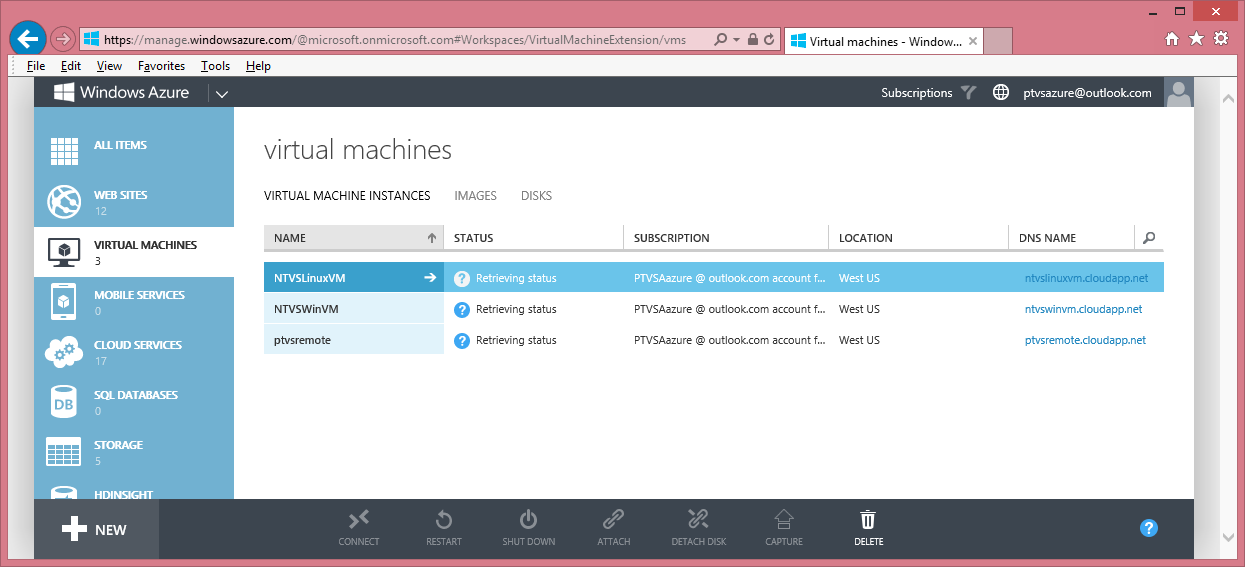 https://manage.windowsazure.com/@microsoft.onmicrosoft.com#Workspaces/VirtualMachineExtension/vms
Virtual machines - Window...
File Edit View Favorites Tools Help
Windows Azure
Subscriptions
ptvsazure@outlook.com
ALL ITEMS
WEB SITES
12
VIRTUAL MACHINES
3
MOBILE SERVICES
0
CLOUD SERVICES
17
DB
SQL DATABASES
0
STORAGE
5
HDINSIGHT
virtual machines
VIRTUAL MACHINE INSTANCES IMAGES DISKS
NAME STATUS SUBSCRIPTION LOCATION DNS NAME
NTVSLinuxVM ? Retrieving status PTVSAazure @ outlook.com account f... West US ntvslinuxvm.cloudapp.net
NTVSWinVM ? Retrieving status PTVSAazure @ outlook.com account f... West US ntvswinvm.cloudapp.net
ptvsremote ? Retrieving status PTVSAazure @ outlook.com account f... West US ptvsremote.cloudapp.net
NEW
CONNECT RESTART SHUT DOWN ATTACH DETACH DISK CAPTURE DELETE
?